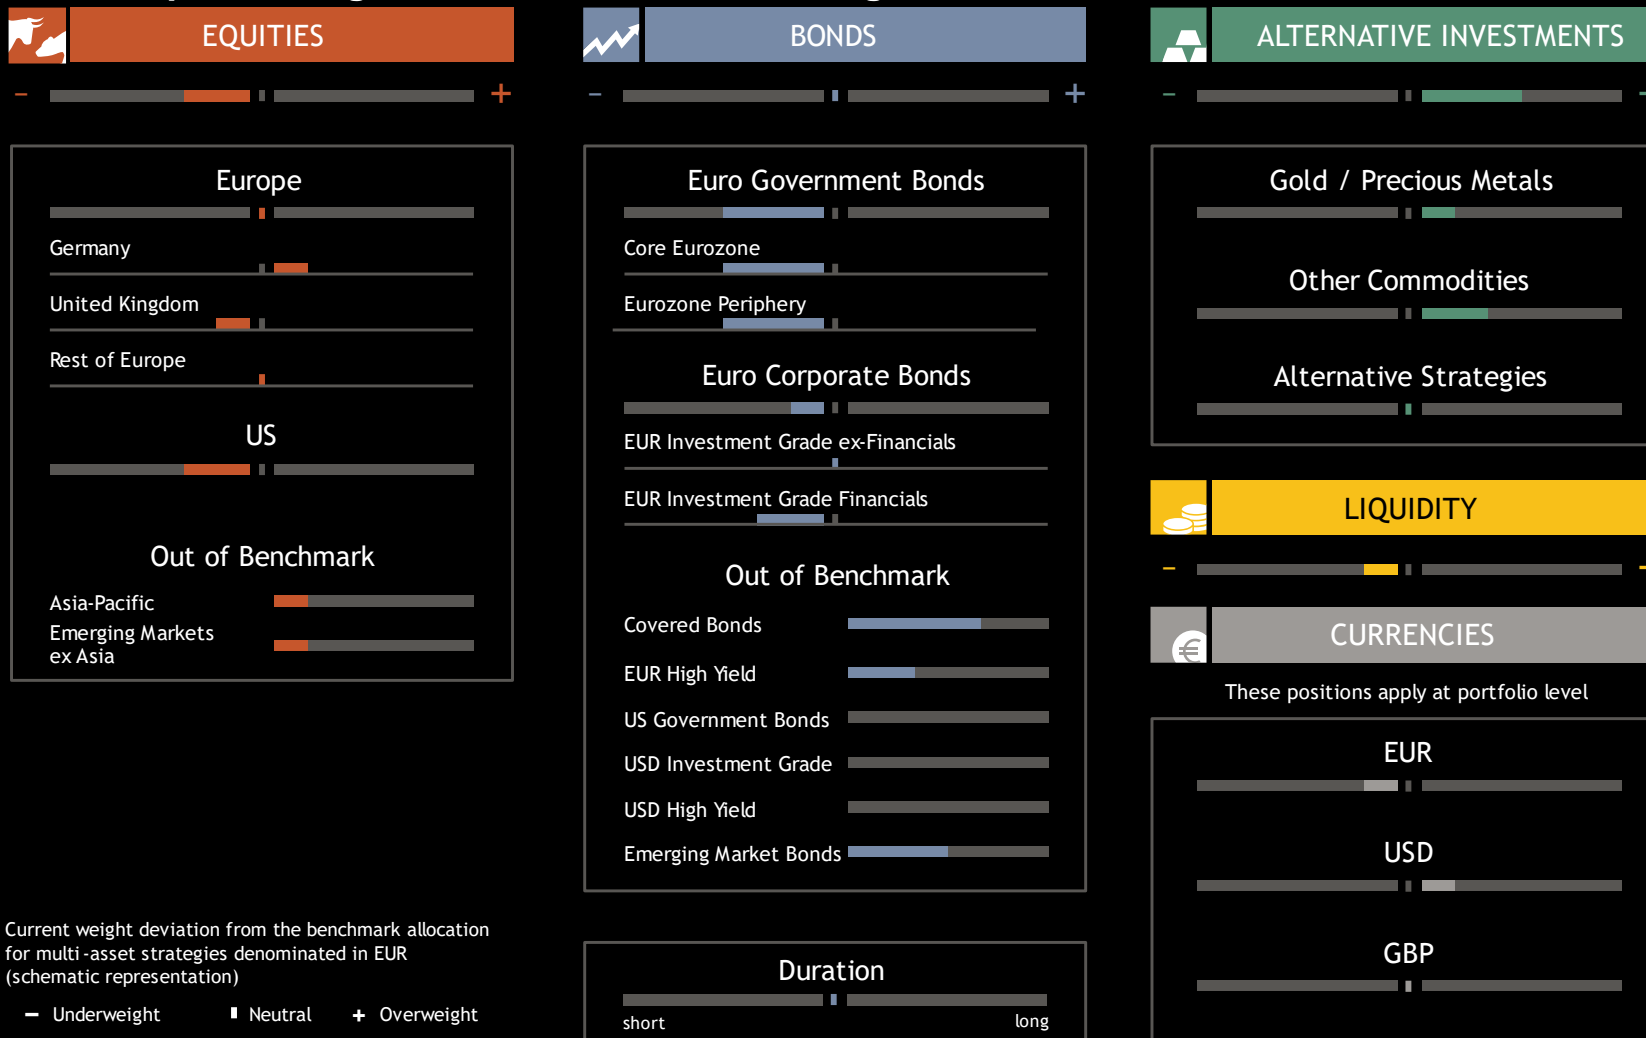 EQUITIES
- +
Europe
Germany
United Kingdom
Rest of Europe
US
Out of Benchmark
Asia-Pacific
Emerging Markets
ex Asia
Current weight deviation from the benchmark allocation
for multi-asset strategies denominated in EUR
(schematic representation)
- Underweight
Neutral
+ Overweight
BONDS
- +
Euro Government Bonds
Core Eurozone
Eurozone Periphery
Euro Corporate Bonds
EUR Investment Grade ex-Financials
EUR Investment Grade Financials
Out of Benchmark
Covered Bonds
EUR High Yield
US Government Bonds
USD Investment Grade
USD High Yield
Emerging Market Bonds
Duration
short
long
ALTERNATIVE INVESTMENTS
- +
Gold / Precious Metals
Other Commodities
Alternative Strategies
LIQUIDITY
- +
€
CURRENCIES
These positions apply at portfolio level
EUR
USD
GBP